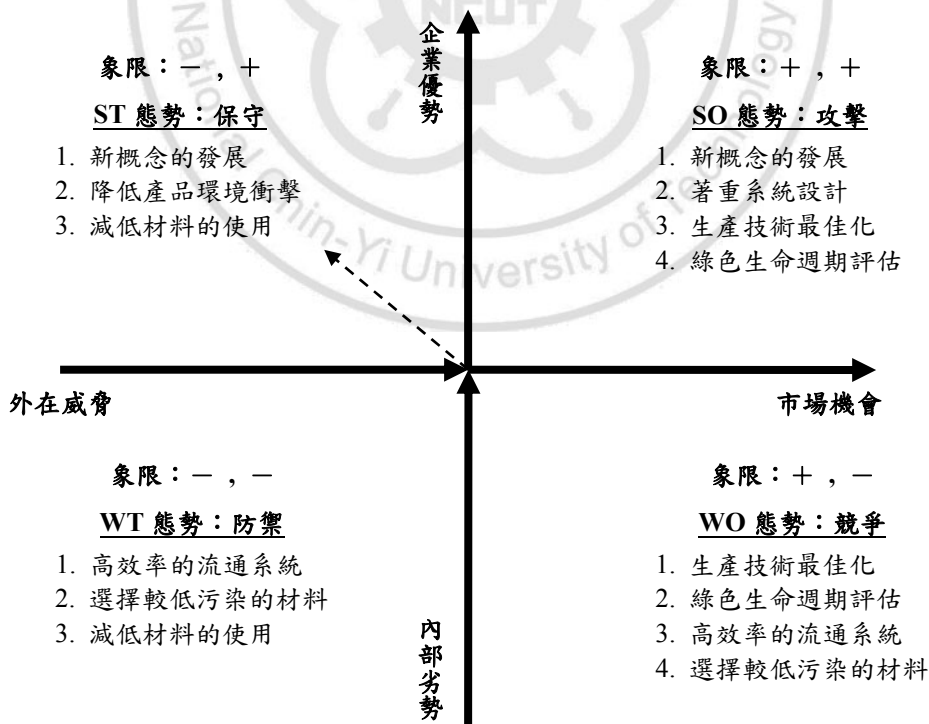 NCUT
National Chin-Yi University of Technology
企業優勢
象限：－，＋
ST 態勢：保守
1. 新概念的發展
2. 降低產品環境衝擊
3. 減低材料的使用
象限：＋，＋
SO 態勢：攻擊
1. 新概念的發展
2. 著重系統設計
3. 生產技術最佳化
4. 綠色生命週期評估
外在威脅
市場機會
象限：－，－
WT 態勢：防禦
1. 高效率的流通系統
2. 選擇較低污染的材料
3. 減低材料的使用
內部劣勢
象限：＋，－
WO 態勢：競爭
1. 生產技術最佳化
2. 綠色生命週期評估
3. 高效率的流通系統
4. 選擇較低污染的材料